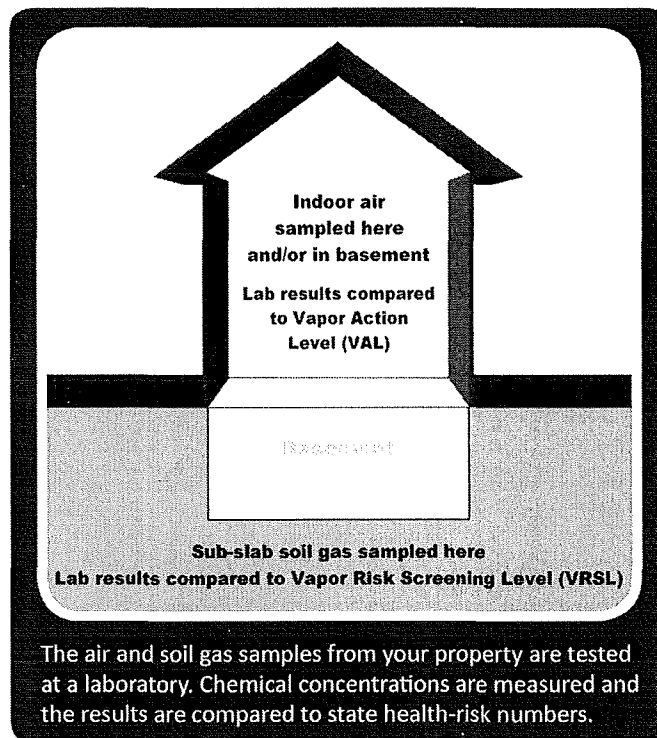 Indoor air
sampled here
and/or in basement
Lab results compared
to Vapor Action
Level (VAL)
Basement
Sub-slab soil gas sampled here
Lab results compared to Vapor Risk Screening Level (VRSL)
The air and soil gas samples from your property are tested
at a laboratory. Chemical concentrations are measured and
the results are compared to state health-risk numbers.